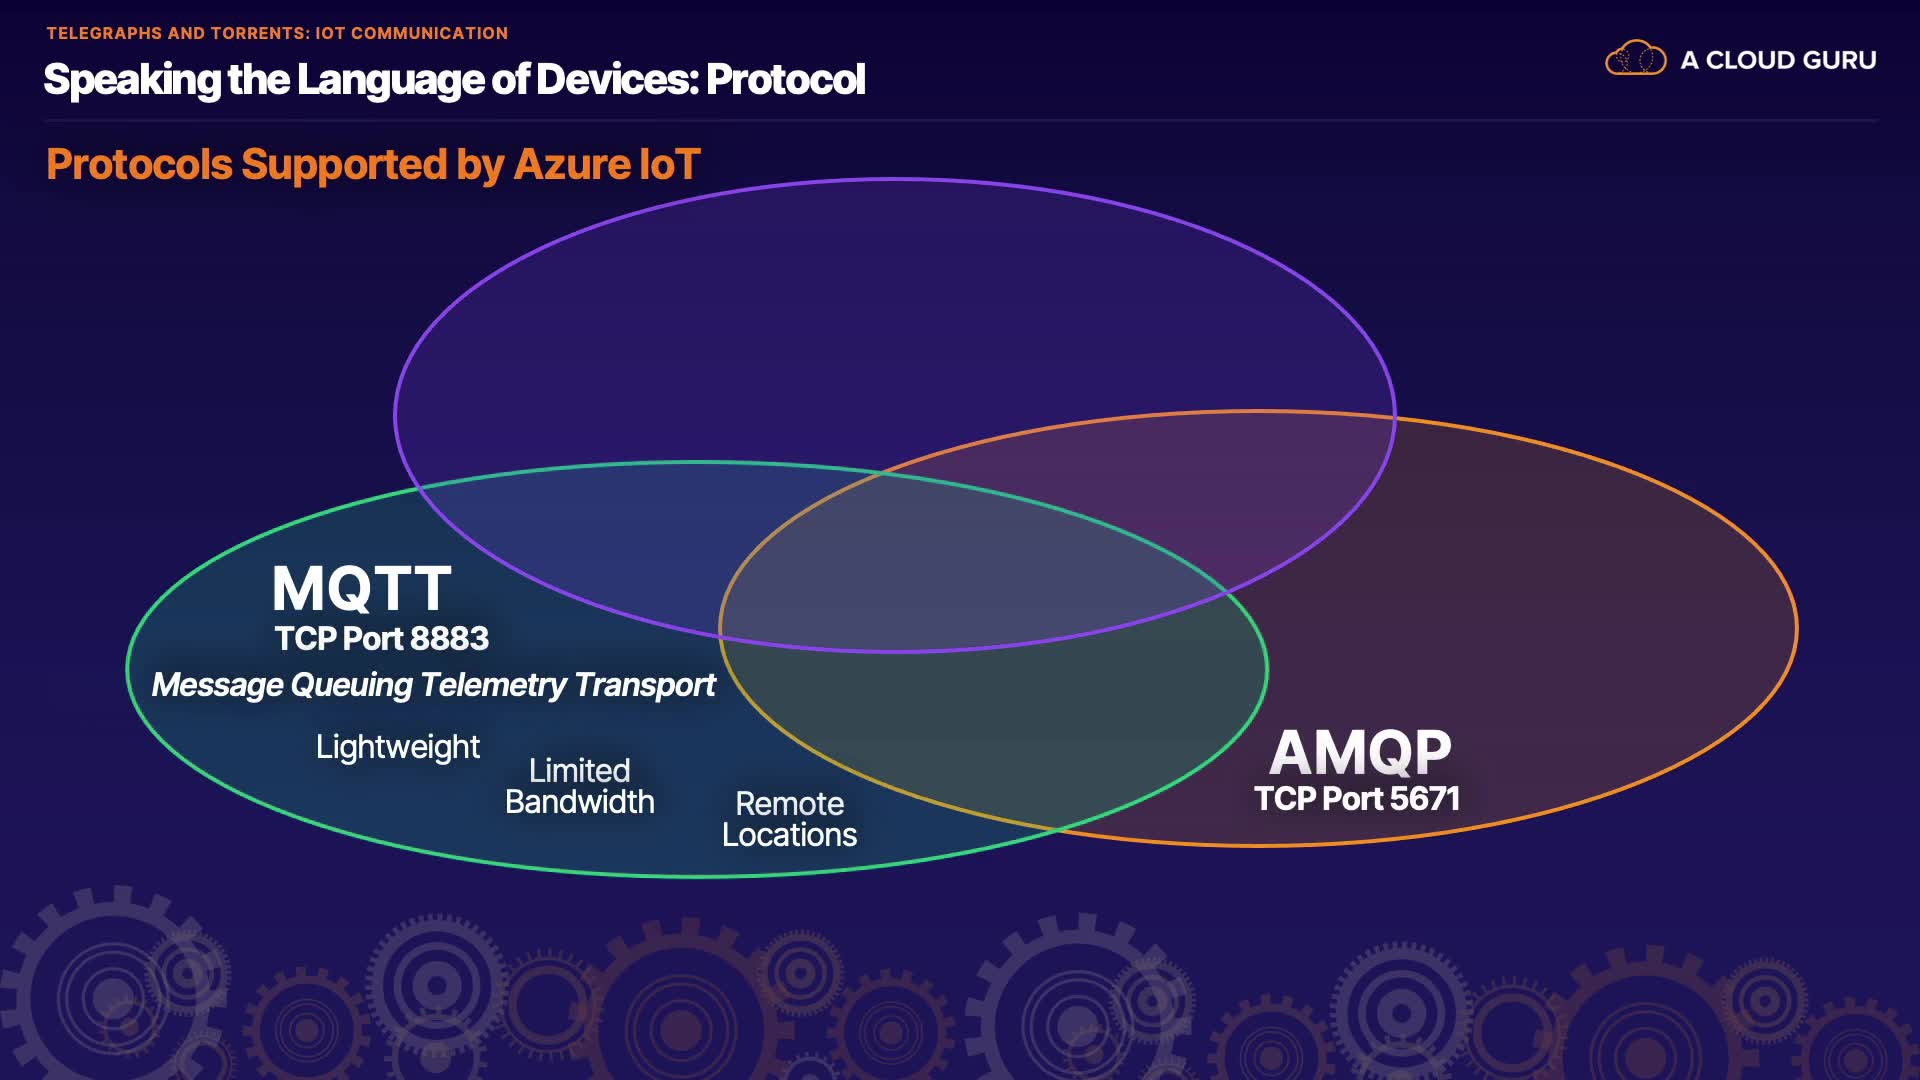 TELEGRAPHS AND TORRENTS: IOT COMMUNICATION
Speaking the Language of Devices: Protocol
A CLOUD GURU
Protocols Supported by Azure IoT
MQTT
TCP Port 8883
Message Queuing Telemetry Transport
Lightweight
Limited
Bandwidth
Remote
Locations
AMQP
TCP Port 5671